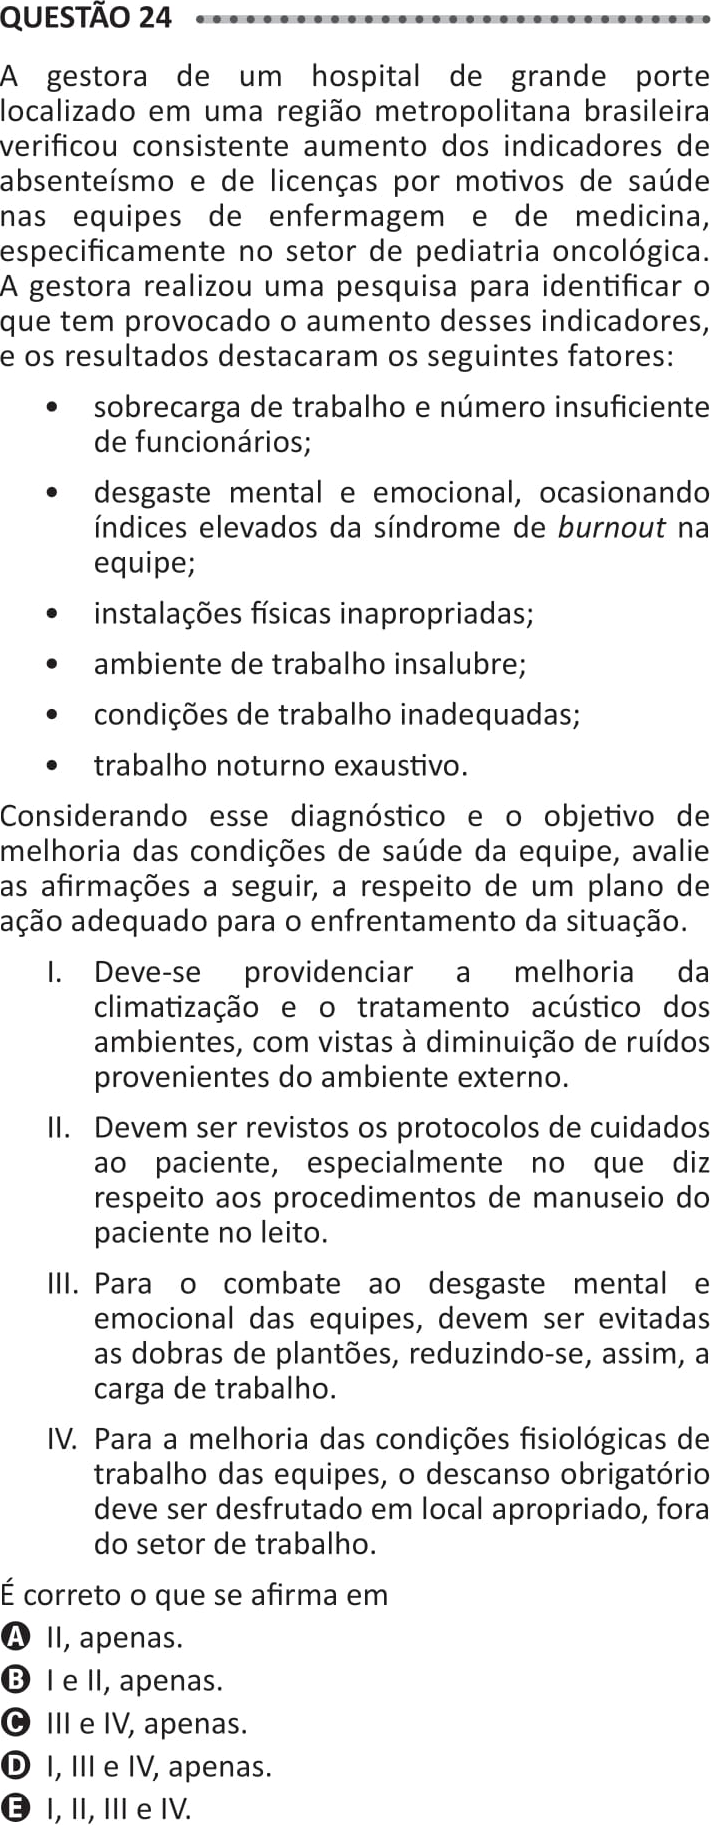 QUESTÃO 24
A gestora de um hospital de grande porte
localizado em uma região metropolitana brasileira
verificou consistente aumento dos indicadores de
absenteísmo e de licenças por motivos de saúde
nas equipes de enfermagem e de medicina,
especificamente no setor de pediatria oncológica.
A gestora realizou uma pesquisa para identificar o
que tem provocado o aumento desses indicadores,
e os resultados destacaram os seguintes fatores:
• sobrecarga de trabalho e número insuficiente
de funcionários;
• desgaste mental e emocional, ocasionando
índices elevados da síndrome de burnout na
equipe;
• instalações físicas inapropriadas;
• ambiente de trabalho insalubre;
• condições de trabalho inadequadas;
• trabalho noturno exaustivo.
Considerando esse diagnóstico e o objetivo de
melhoria das condições de saúde da equipe, avalie
as afirmações a seguir, a respeito de um plano de
ação adequado para o enfrentamento da situação.
I. Deve-se providenciar a melhoria da
climatização e o tratamento acústico dos
ambientes, com vistas à diminuição de ruídos
provenientes do ambiente externo.
II. Devem ser revistos os protocolos de cuidados
ao paciente, especialmente no que diz
respeito aos procedimentos de manuseio do
paciente no leito.
III. Para o combate ao desgaste mental e
emocional das equipes, devem ser evitadas
as dobras de plantões, reduzindo-se, assim, a
carga de trabalho.
IV. Para a melhoria das condições fisiológicas de
trabalho das equipes, o descanso obrigatório
deve ser desfrutado em local apropriado, fora
do setor de trabalho.
É correto o que se afirma em
A II, apenas.
B I e II, apenas.
C III e IV, apenas.
D I, III e IV, apenas.
E I, II, III e IV.